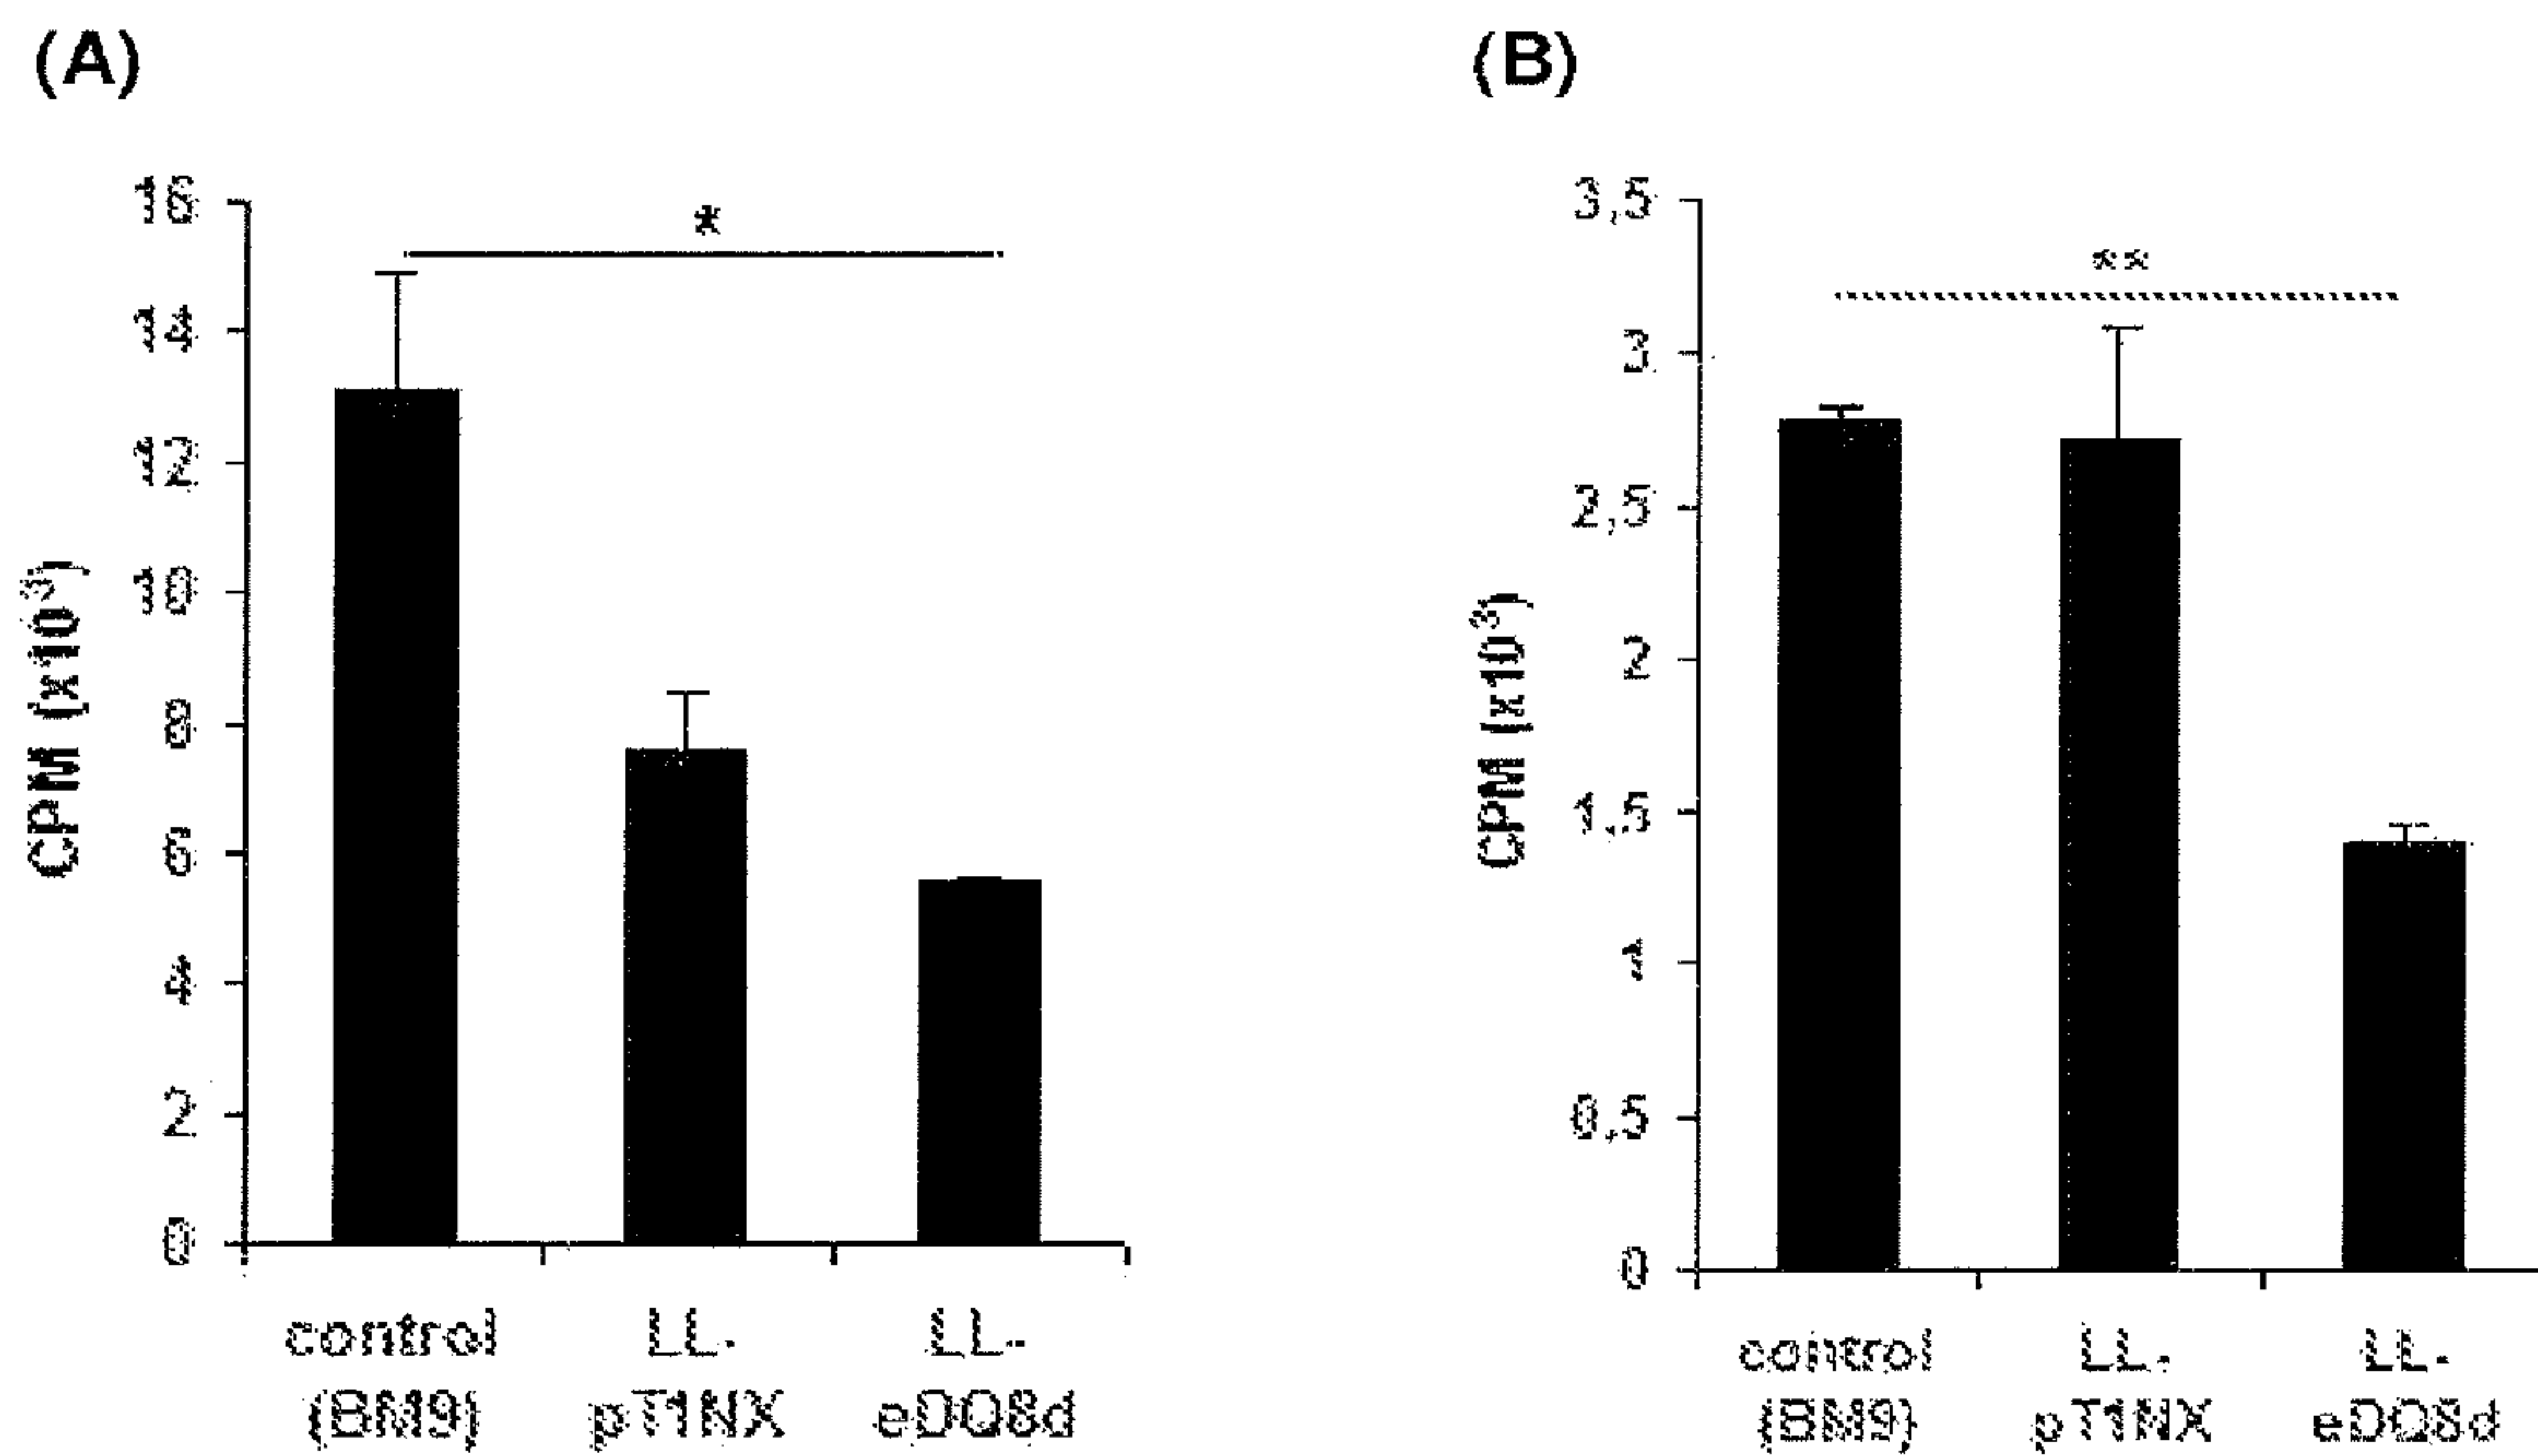 (A)
*
16
14
12
10
8
6
4
2
0
CPM (x10³)
control
(BM9)
LL-
pT1NX
LL-
eDQ8d
(B)
**
3,5
3
2,5
2
1,5
1
0,5
0
CPM (x10³)
control
(BM9)
LL-
pT1NX
LL-
eDQ8d